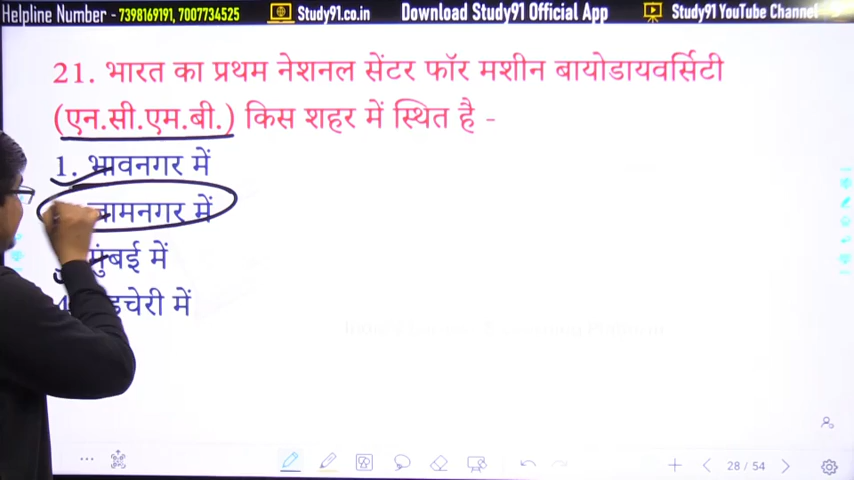 Helpline Number - 7398169191, 7007734525 Study91.co.in Download Study91 Official App Study91 YouTube Channel
21. भारत का प्रथम नेशनल सेंटर फॉर मशीन बायोडायवर्सिटी
(एन.सी.एम.बी.) किस शहर में स्थित है -
1. भावनगर में
जामनगर में
मुंबई में
में
28 / 54